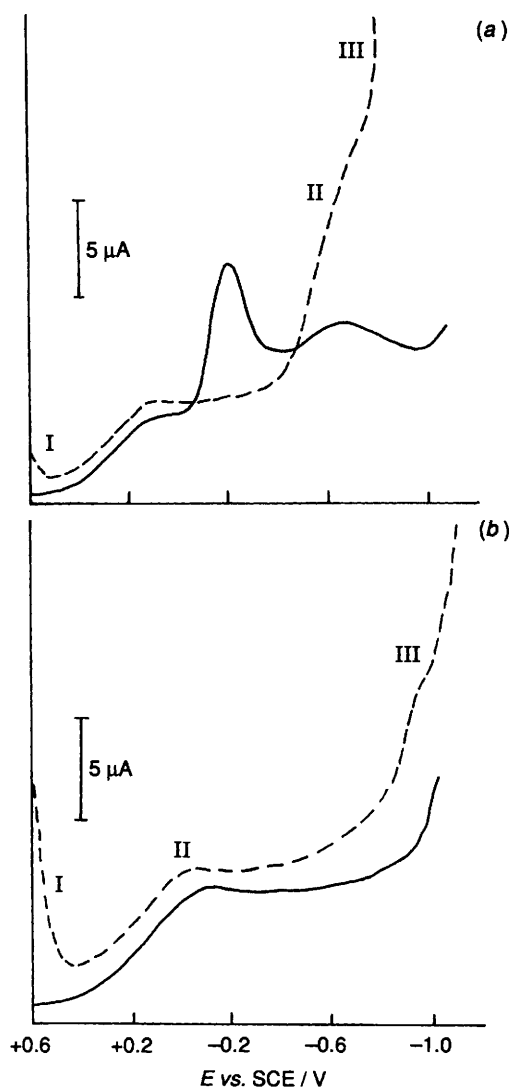 (a)
III
II
5 μA
I
(b)
III
5 μA
II
I
+0.6 +0.2 −0.2 −0.6 −1.0
E vs. SCE / V